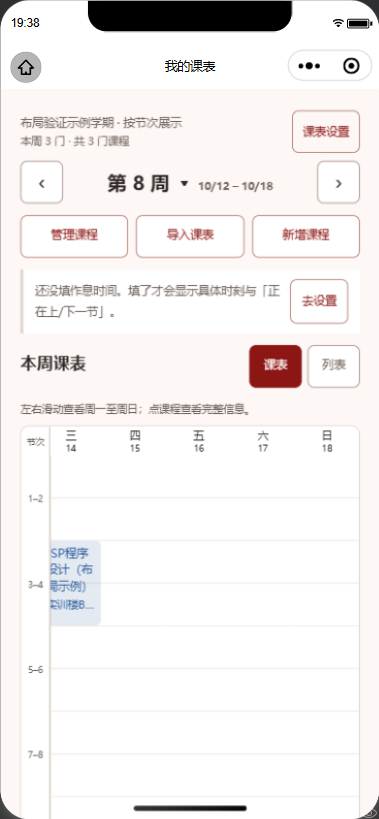 19:38
我的课表
布局验证示例学期 · 按节次展示
本周 3 门 · 共 3 门课程
课表设置
第 8 周 10/12 – 10/18
管理课程 导入课表 新增课程
还没填作息时间。填了才会显示具体时刻与「正
在上/下一节」。
去设置
本周课表
课表 列表
左右滑动查看周一至周日；点课程查看完整信息。
节次 三 四 五 六 日
14 15 16 17 18
1–2
SP程序
设计（布
局示例）
实训楼B...
3–4
5–6
7–8